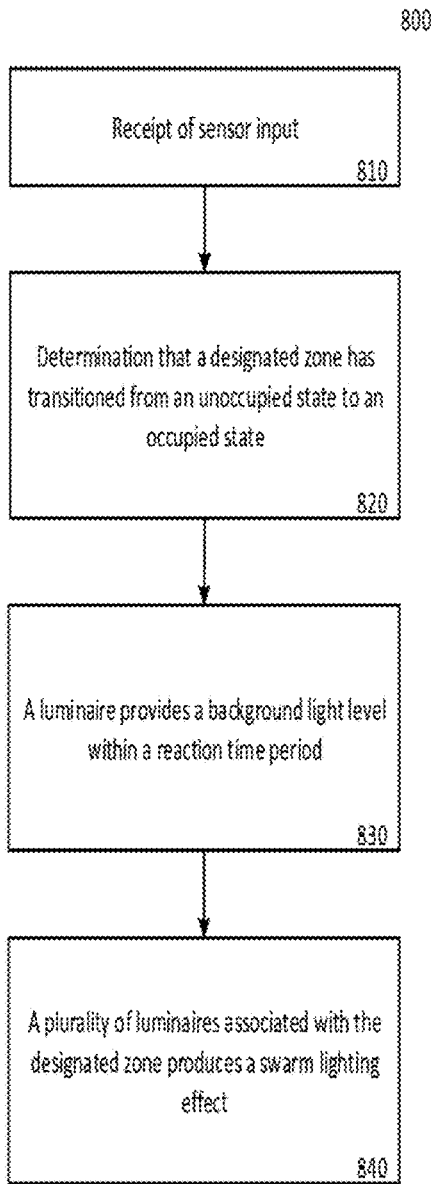 800
Receipt of sensor input
810
Determination that a designated zone has
transitioned from an unoccupied state to an
occupied state
820
A luminaire provides a background light level
within a reaction time period
830
A plurality of luminaires associated with the
designated zone produces a swarm lighting
effect
840